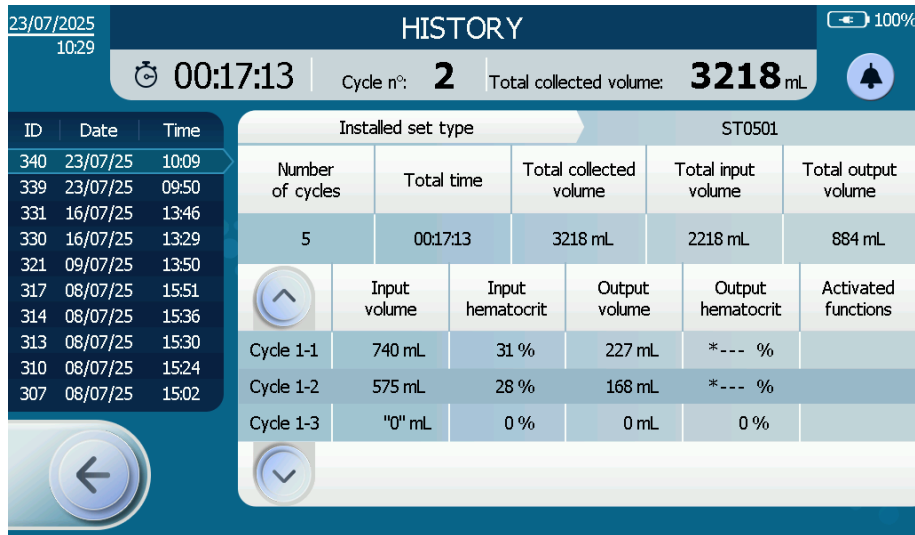 23/07/2025
10:29
HISTORY
100%
00:17:13 Cycle n°: 2 Total collected volume: 3218 mL
ID Date Time
340 23/07/25 10:09
339 23/07/25 09:50
331 16/07/25 13:46
330 16/07/25 13:29
321 09/07/25 13:50
317 08/07/25 15:51
314 08/07/25 15:36
313 08/07/25 15:30
310 08/07/25 15:24
307 08/07/25 15:02
Installed set type ST0501
Number of cycles Total time Total collected volume Total input volume Total output volume
5 00:17:13 3218 mL 2218 mL 884 mL
Input volume Input hematocrit Output volume Output hematocrit Activated functions
Cycle 1-1 740 mL 31 % 227 mL *--- %
Cycle 1-2 575 mL 28 % 168 mL *--- %
Cycle 1-3 "0" mL 0 % 0 mL 0 %